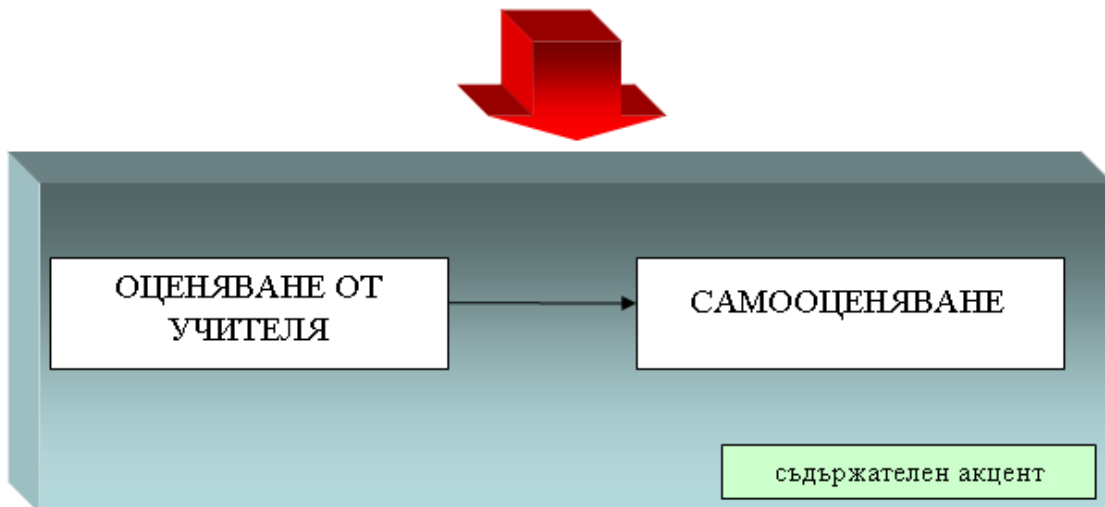 ОЦЕНЯВАНЕ ОТ
УЧИТЕЛЯ
САМООЦЕНЯВАНЕ
съдържателен акцент